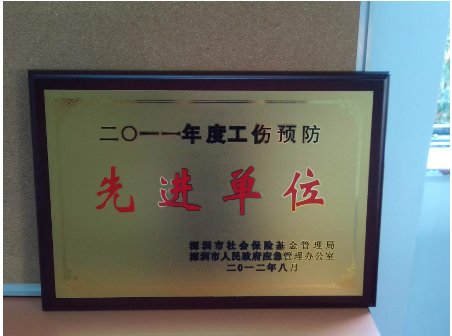 二〇一一年度工伤预防
先进单位
深圳市社会保险基金管理局
深圳市人民政府应急管理办公室
二〇一二年八月